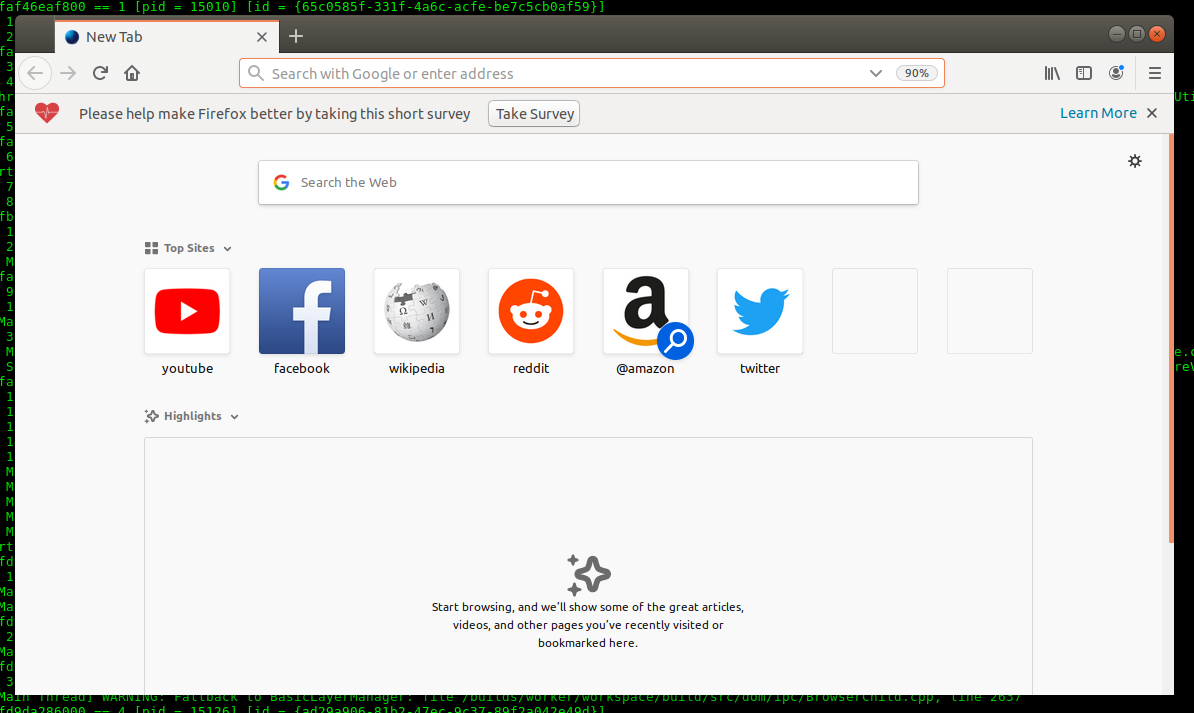 faf46eaf800 == 1 [pid = 15010] [id = {65c0585f-331f-4a6c-acfe-be7c5cb0af59}]
New Tab
Search with Google or enter address
90%
Please help make Firefox better by taking this short survey
Take Survey
Learn More
Search the Web
Top Sites
youtube
facebook
wikipedia
reddit
@amazon
twitter
Highlights
Start browsing, and we'll show some of the great articles,
videos, and other pages you've recently visited or
bookmarked here.
Main Thread] WARNING: Fallback to BasicLayerManager: file /builds/worker/workspace/build/src/dom/ipc/BrowserChild.cpp, line 2637
fd9da286000 == 4 [pid = 15126] [id = {ad29a906-81b2-47ec-9c37-89f2a042e49d}]